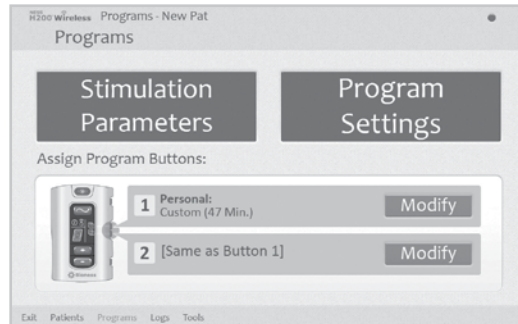 H200 Wireless Programs - New Pat
Programs
Stimulation
Parameters
Program
Settings
Assign Program Buttons:
1 Personal:
Custom (47 Min.)
Modify
2 [Same as Button 1]
Modify
Exit Patients Programs Logs Tools